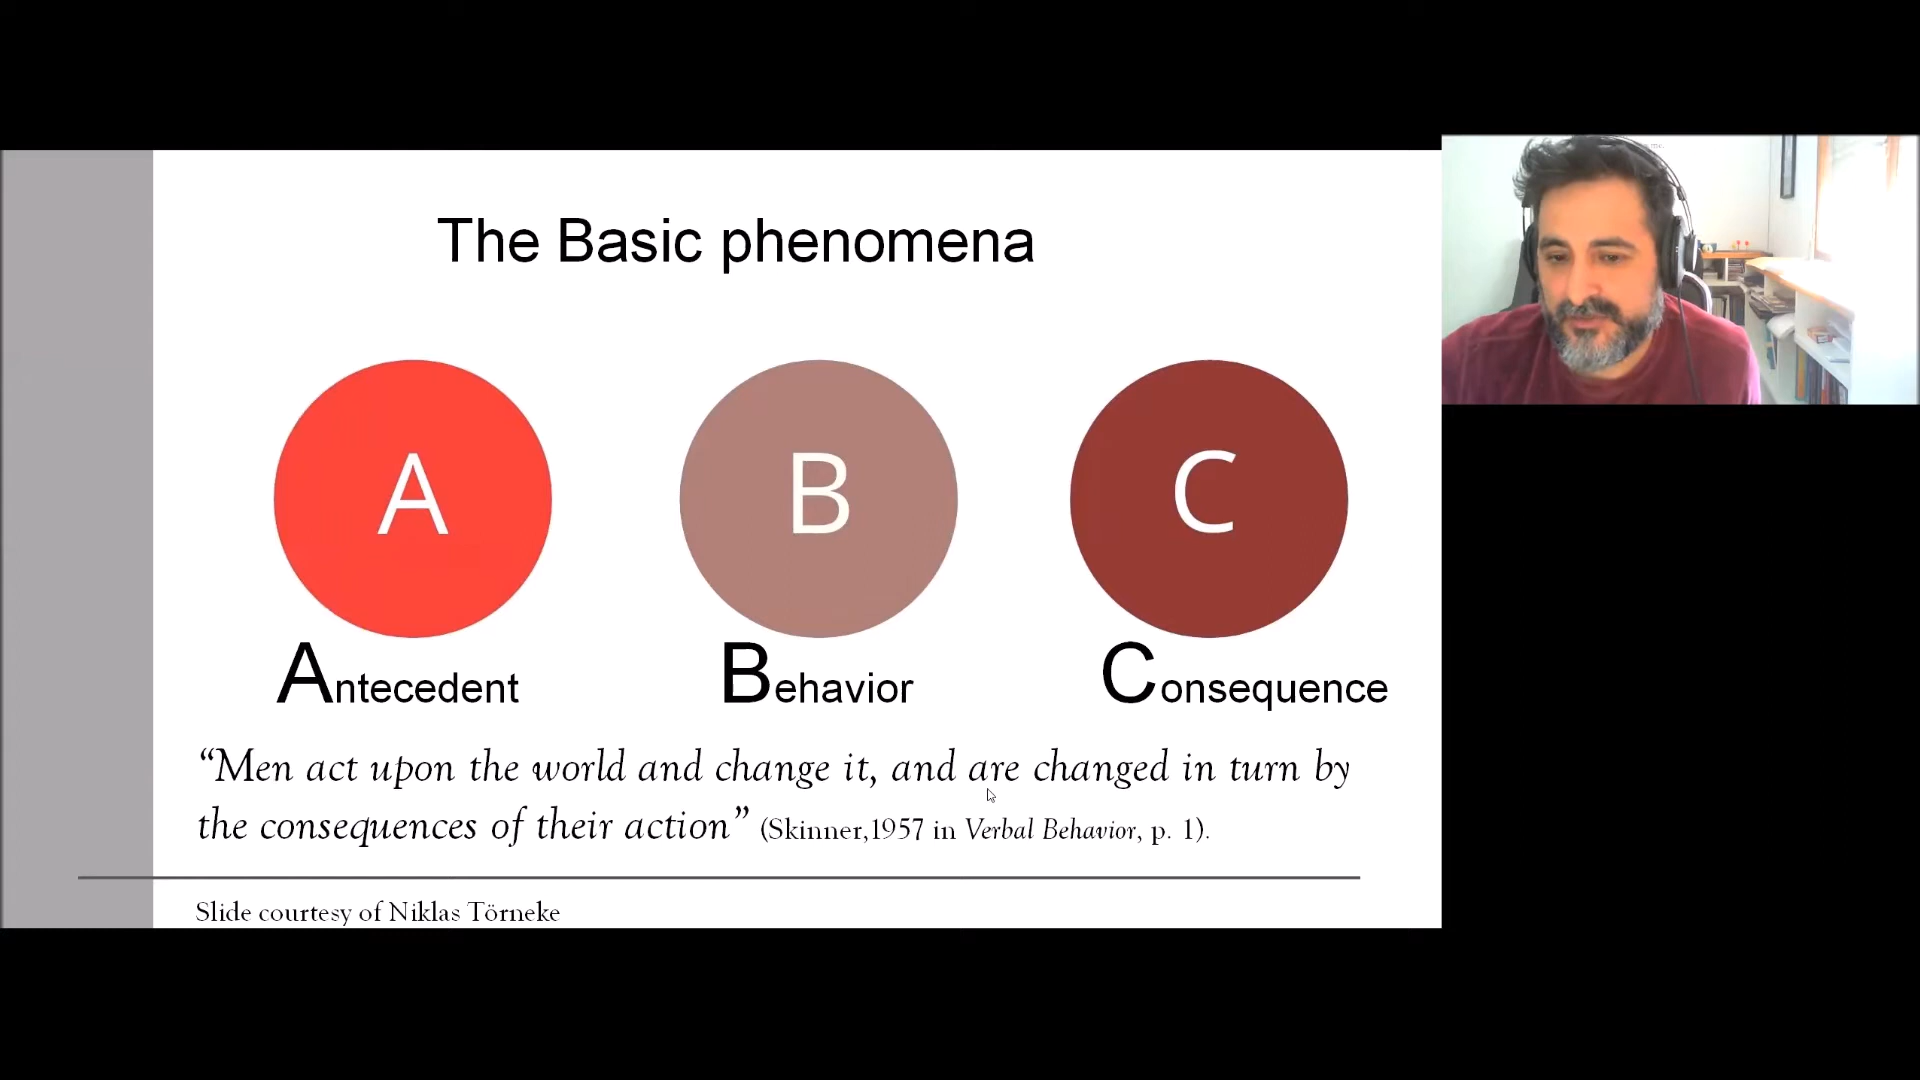 The Basic phenomena
A
B
C
Antecedent
Behavior
Consequence
“Men act upon the world and change it, and are changed in turn by
the consequences of their action” (Skinner,1957 in Verbal Behavior, p. 1).
Slide courtesy of Niklas Törneke